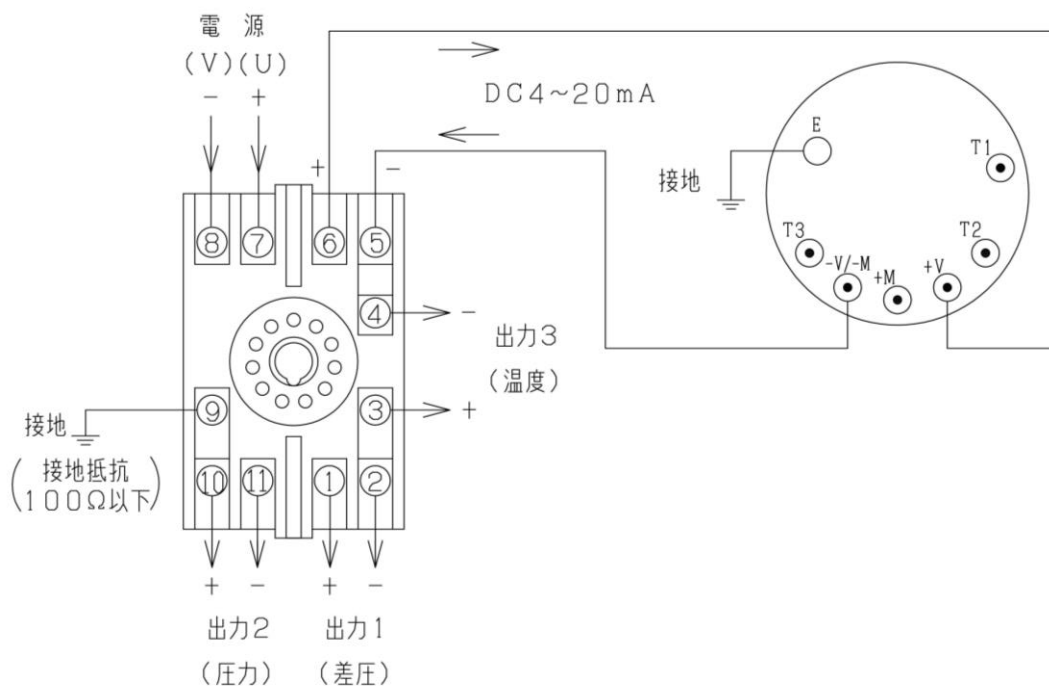 電 源
(V)(U)
－ ＋
DC4～20mA
＋ －
8 7 6 5
4
－
出力3
(温度)
9
3
＋
接地
(接地抵抗
100Ω以下)
10 11 1 2
＋ － ＋ －
出力2 出力1
(圧力) (差圧)
E
T1
接地
T3
T2
-V/-M
+M
+V